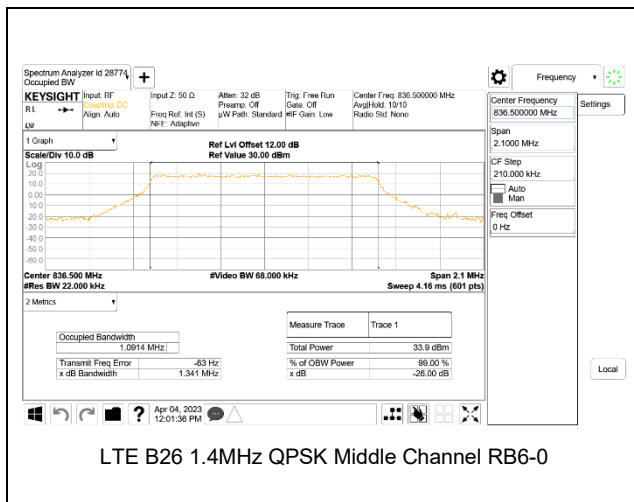 Spectrum Analyzer Id 28774
Occupied BW
Frequency
KEYSIGHT
Input: RF
Coupling: DC
Align: Auto
Input Z: 50 Ω
Freq Ref: Int (S)
NFE: Adaptive
Atten: 32 dB
Preamp: Off
µW Path: Standard
Trig: Free Run
Gate: Off
#IF Gain: Low
Center Freq: 836.500000 MHz
Avg|Hold: 10/10
Radio Std: None
Center Frequency
836.500000 MHz
Settings
Span
2.1000 MHz
CF Step
210.000 kHz
Auto
Man
Freq Offset
0 Hz
1 Graph
Scale/Div 10.0 dB
Ref Lvl Offset 12.00 dB
Ref Value 30.00 dBm
Log
20.0
10.0
0.00
-10.0
-20.0
-30.0
-40.0
-50.0
-60.0
Center 836.500 MHz
#Video BW 68.000 kHz
Span 2.1 MHz
#Res BW 22.000 kHz
Sweep 4.16 ms (601 pts)
2 Metrics
Measure Trace
Trace 1
Occupied Bandwidth
1.0914 MHz
Total Power
33.9 dBm
Transmit Freq Error
-63 Hz
% of OBW Power
99.00 %
x dB Bandwidth
1.341 MHz
x dB
-26.00 dB
Local
Apr 04, 2023
12:01:36 PM
LTE B26 1.4MHz QPSK Middle Channel RB6-0